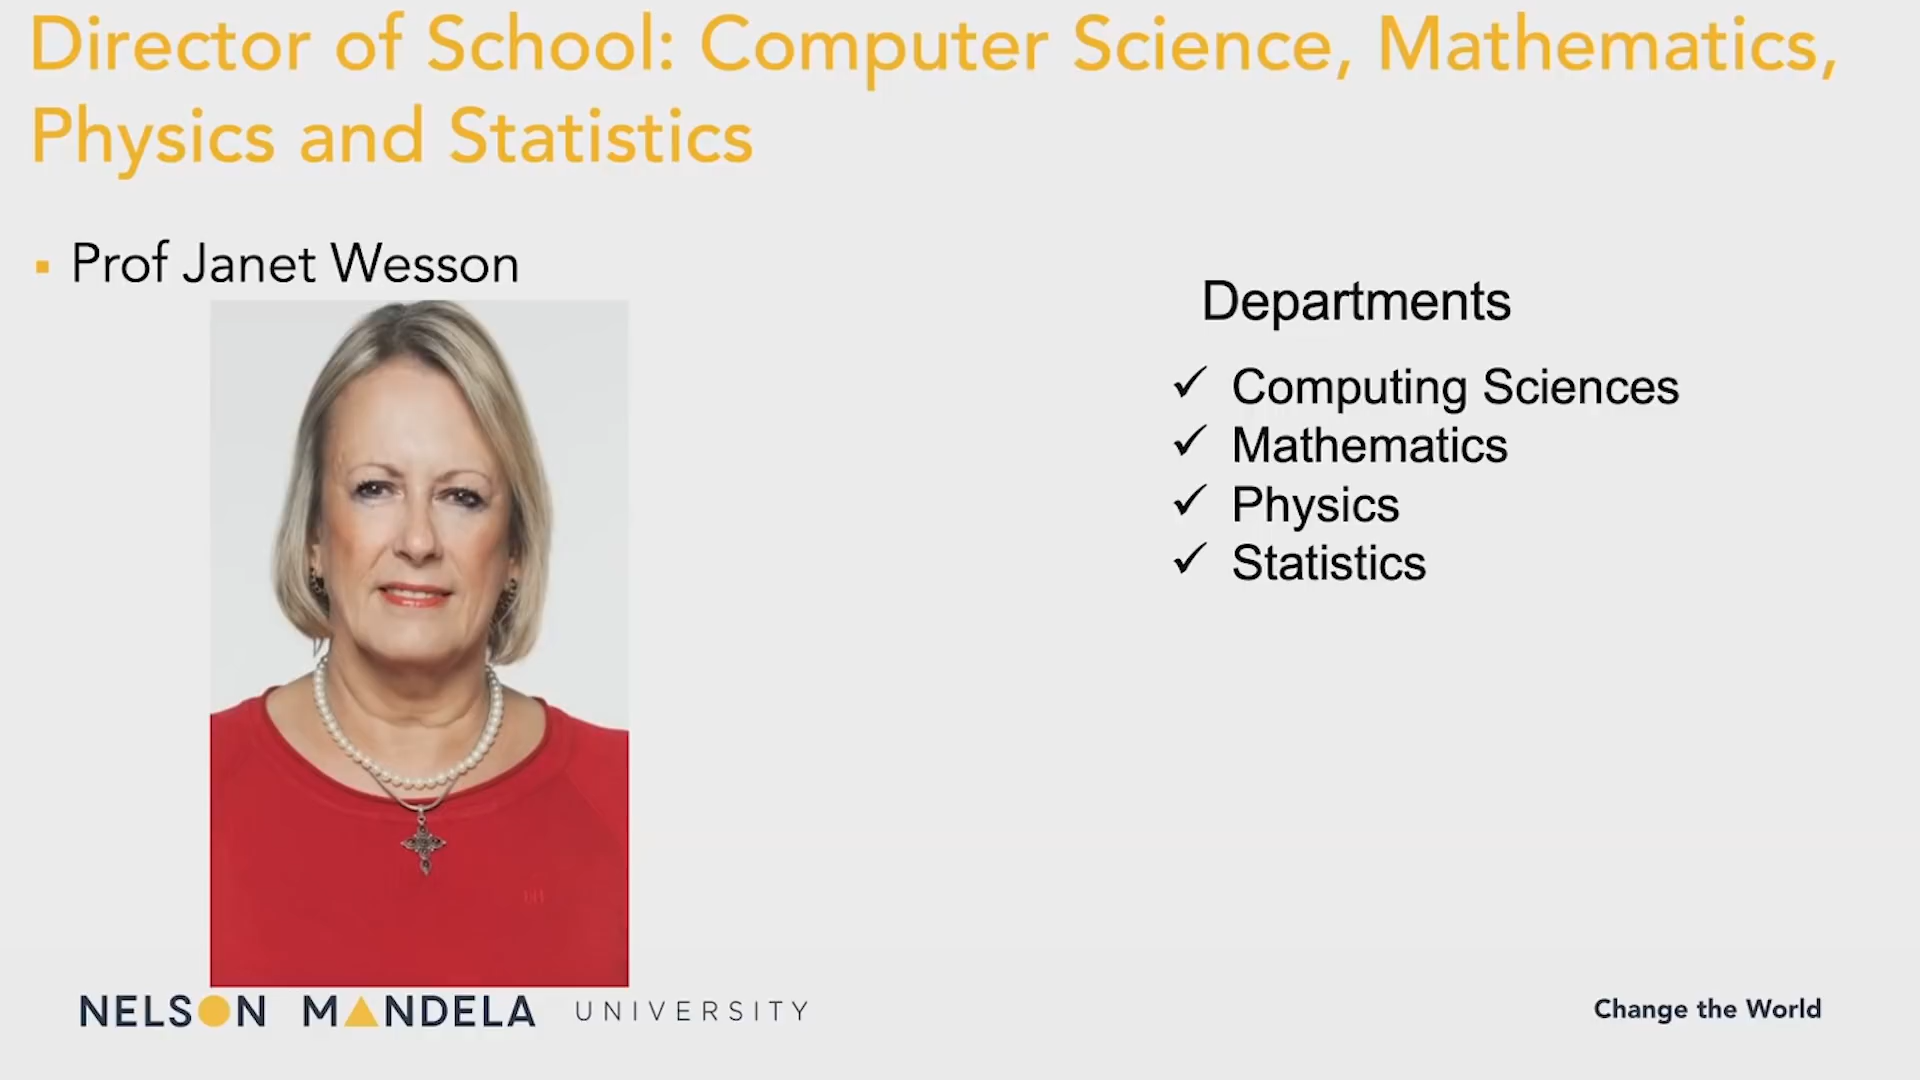 Director of School: Computer Science, Mathematics,
Physics and Statistics
Prof Janet Wesson
Departments
Computing Sciences
Mathematics
Physics
Statistics
NELSON MANDELA UNIVERSITY
Change the World